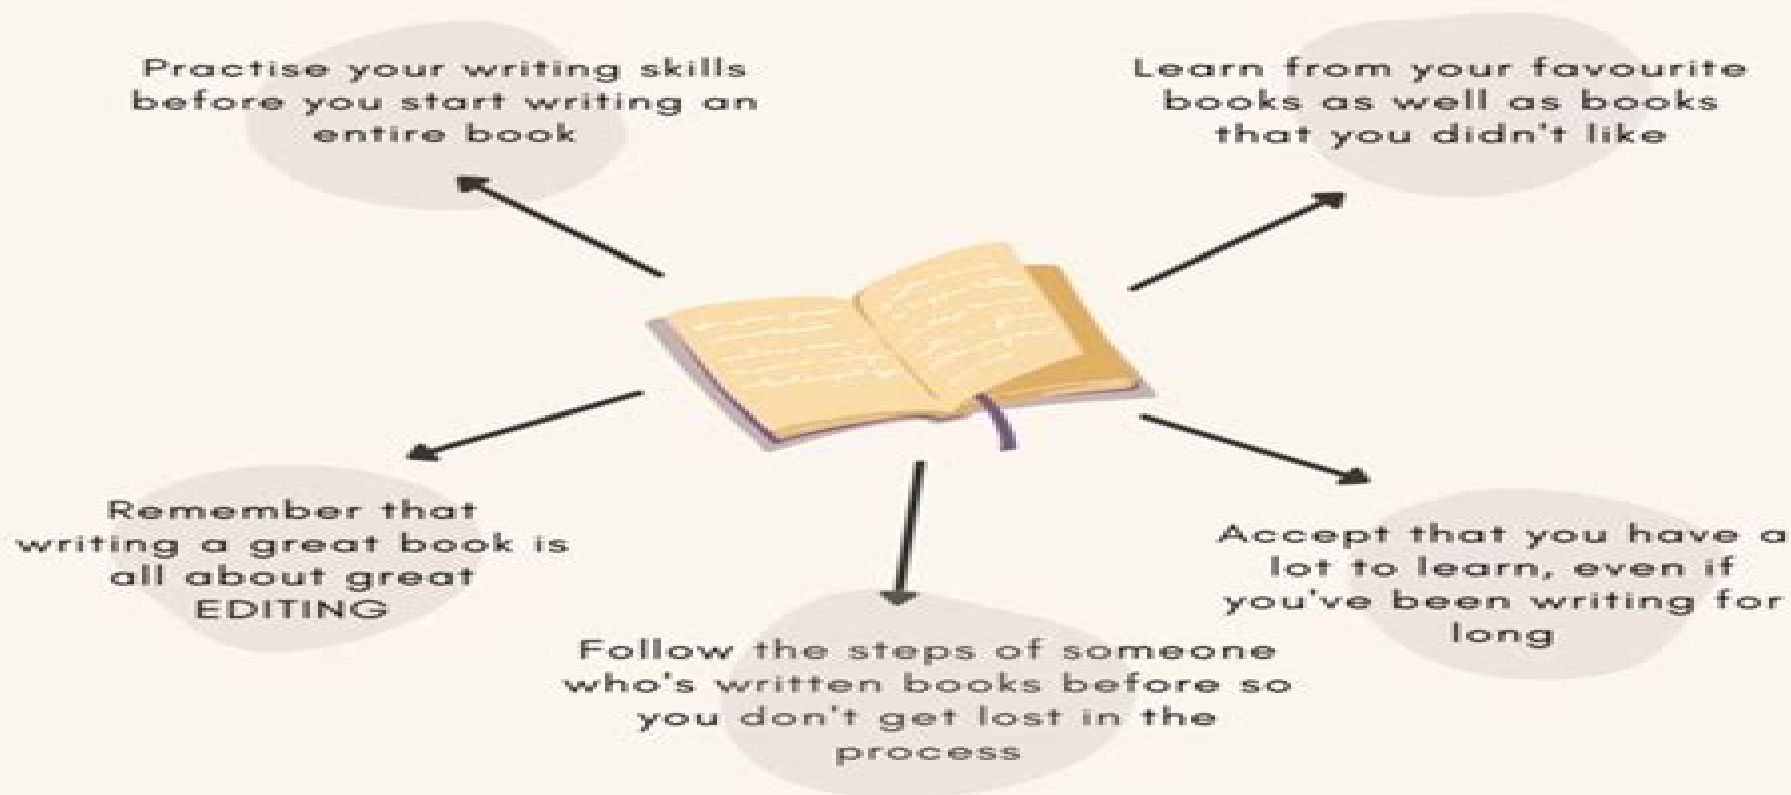 Practise your writing skills
before you start writing an
entire book
Learn from your favourite
books as well as books
that you didn't like
Remember that
writing a great book is
all about great
EDITING
Follow the steps of someone
who's written books before so
you don't get lost in the
process
Accept that you have a
lot to learn, even if
you've been writing for
long